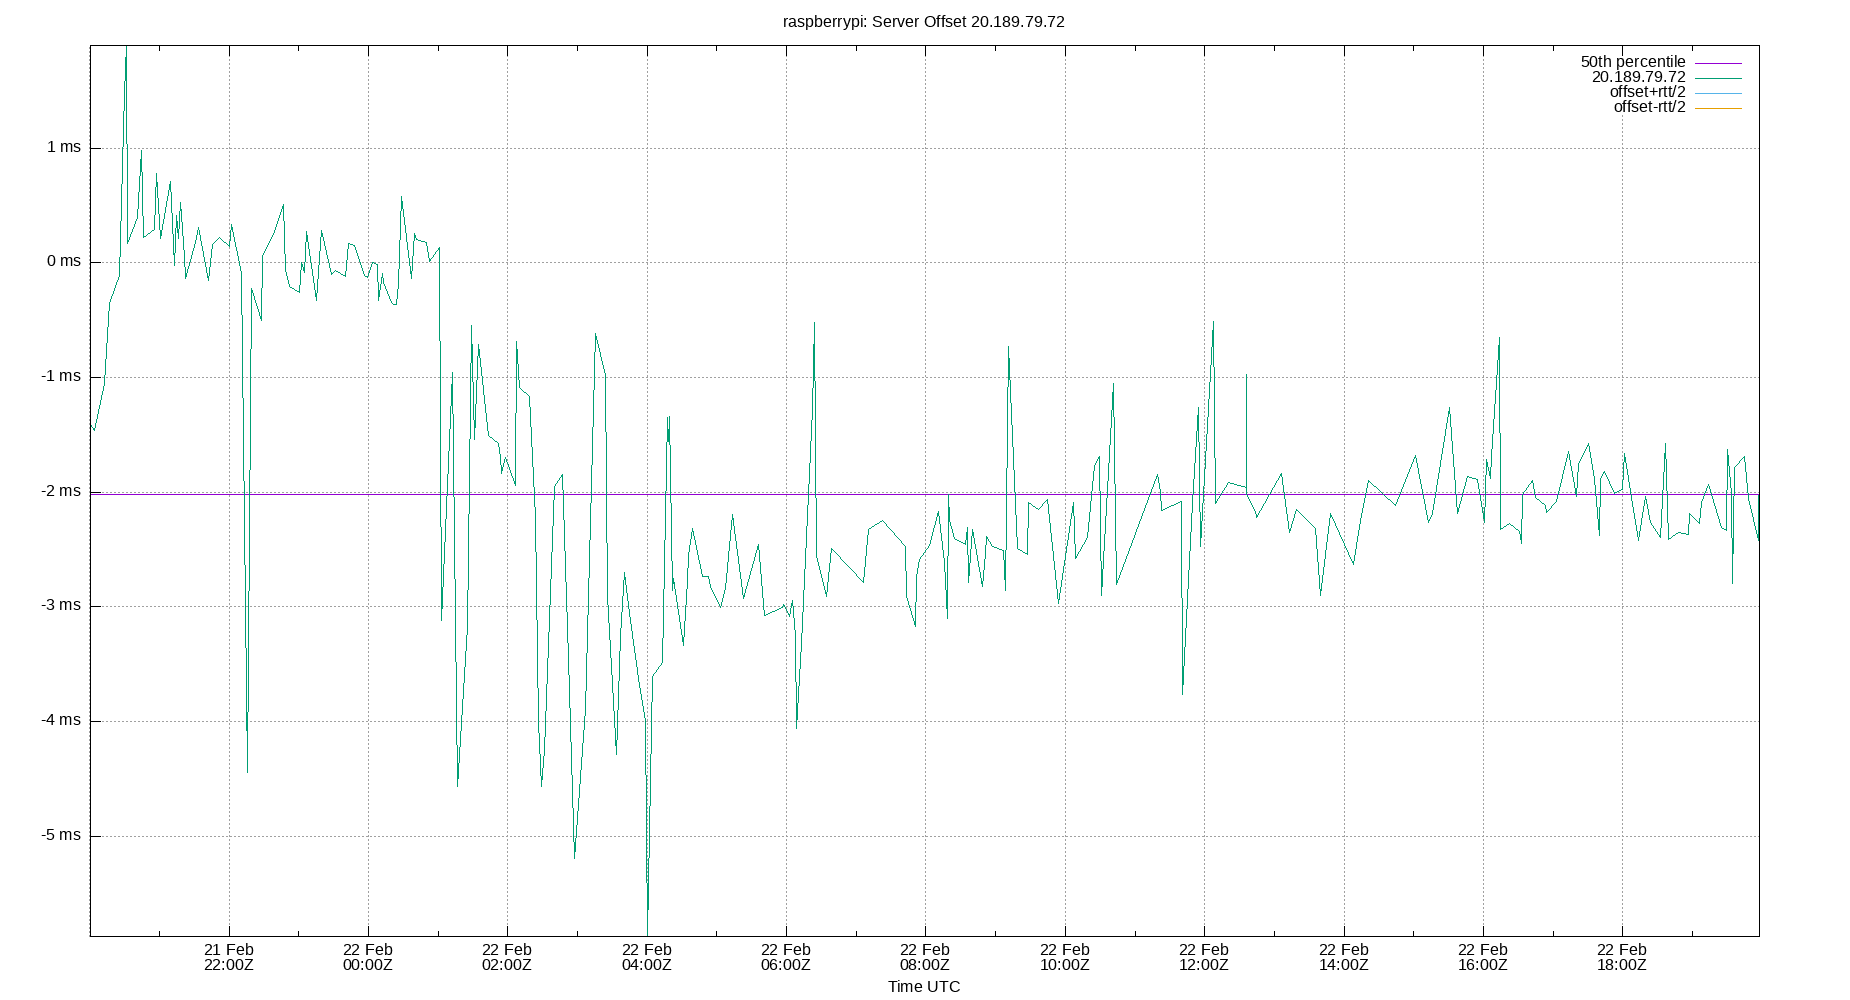 raspberrypi: Server Offset 20.189.79.72
50th percentile
20.189.79.72
offset+rtt/2
offset-rtt/2
1 ms
0 ms
-1 ms
-2 ms
-3 ms
-4 ms
-5 ms
21 Feb 22 Feb 22 Feb 22 Feb 22 Feb 22 Feb 22 Feb 22 Feb 22 Feb 22 Feb 22 Feb
22:00Z 00:00Z 02:00Z 04:00Z 06:00Z 08:00Z 10:00Z 12:00Z 14:00Z 16:00Z 18:00Z
Time UTC